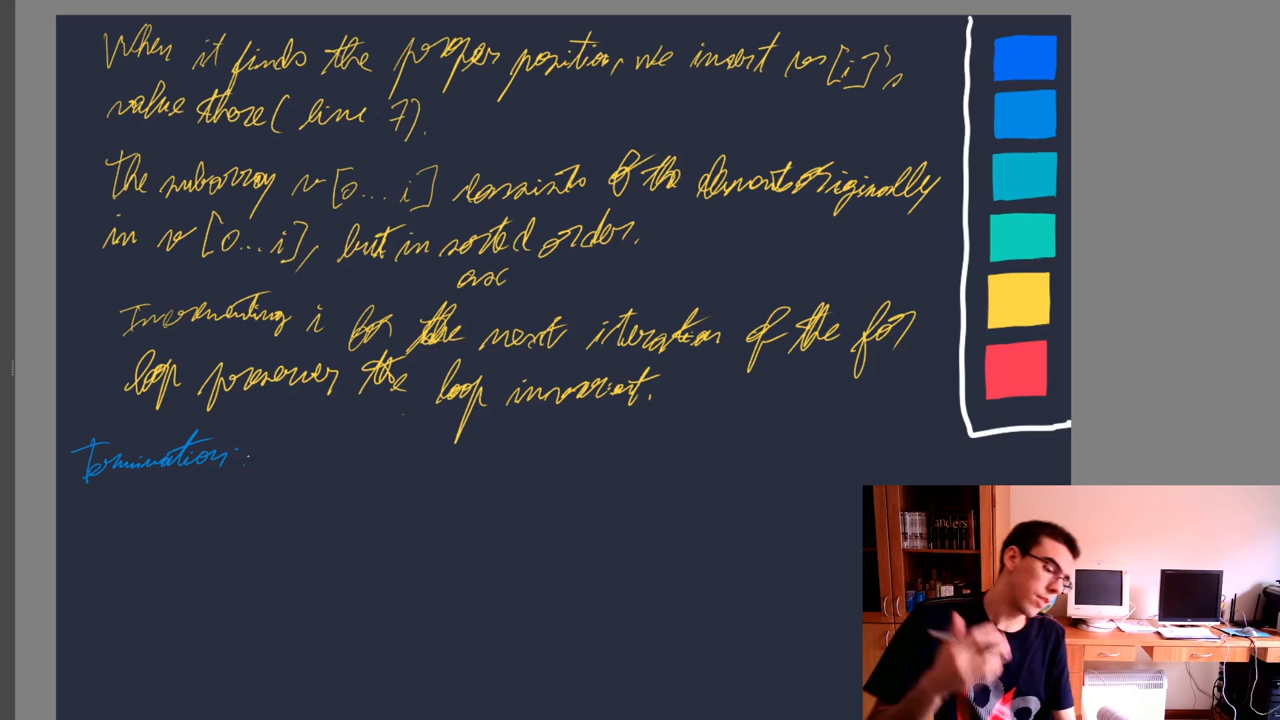 When it finds the proper position, we insert v[i]'s
value there (line 7).
The subarray v[0...i] consists of the elements originally
in v[0...i], but in sorted order.
asc
Incrementing i for the next iteration of the for
loop preserves the loop invariant.
Termination:
anders